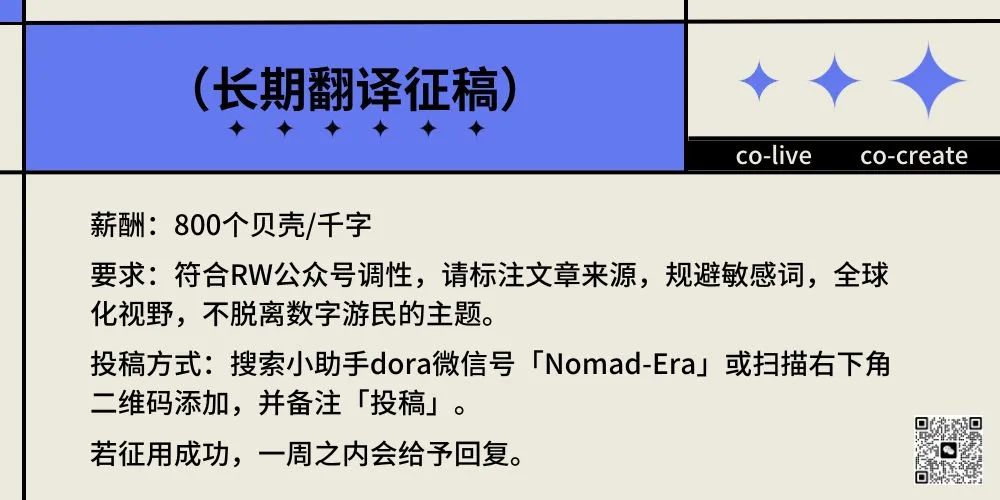 （长期翻译征稿）
co-live
co-create
薪酬：800个贝壳/千字
要求：符合RW公众号调性，请标注文章来源，规避敏感词，全球
化视野，不脱离数字游民的主题。
投稿方式：搜索小助手dora微信号「Nomad-Era」或扫描右下角
二维码添加，并备注「投稿」。
若征用成功，一周之内会给予回复。